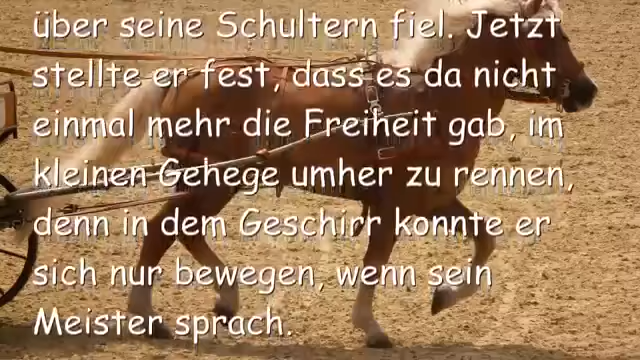 über seine Schultern fiel. Jetzt
stellte er fest, dass es da nicht
einmal mehr die Freiheit gab, im
kleinen Gehege umher zu rennen,
denn in dem Geschirr konnte er
sich nur bewegen, wenn sein
Meister sprach.